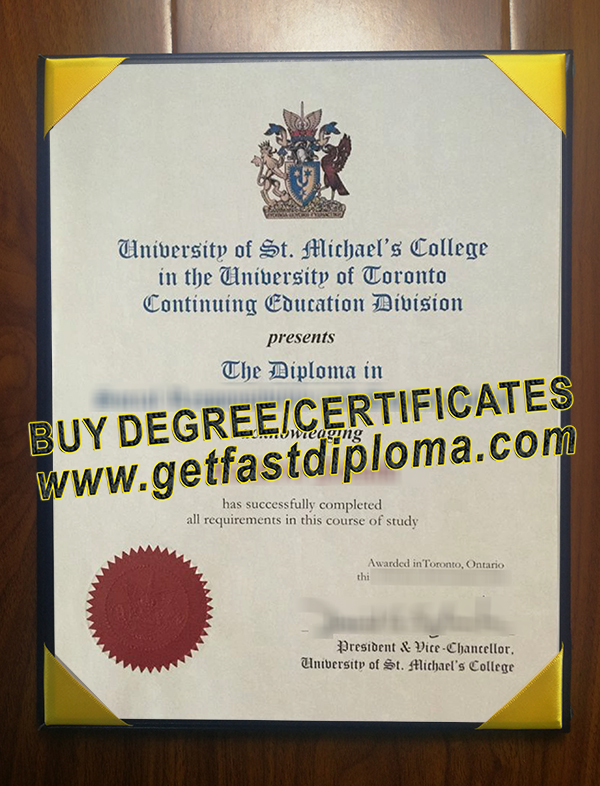 University of St. Michael's College
in the University of Toronto
Continuing Education Division
presents
The Diploma in
BUY DEGREE/CERTIFICATES
acknowledging
www.getfastdiploma.com
has successfully completed
all requirements in this course of study
Awarded inToronto, Ontario
thi
President & Vice-Chancellor,
University of St. Michael's College